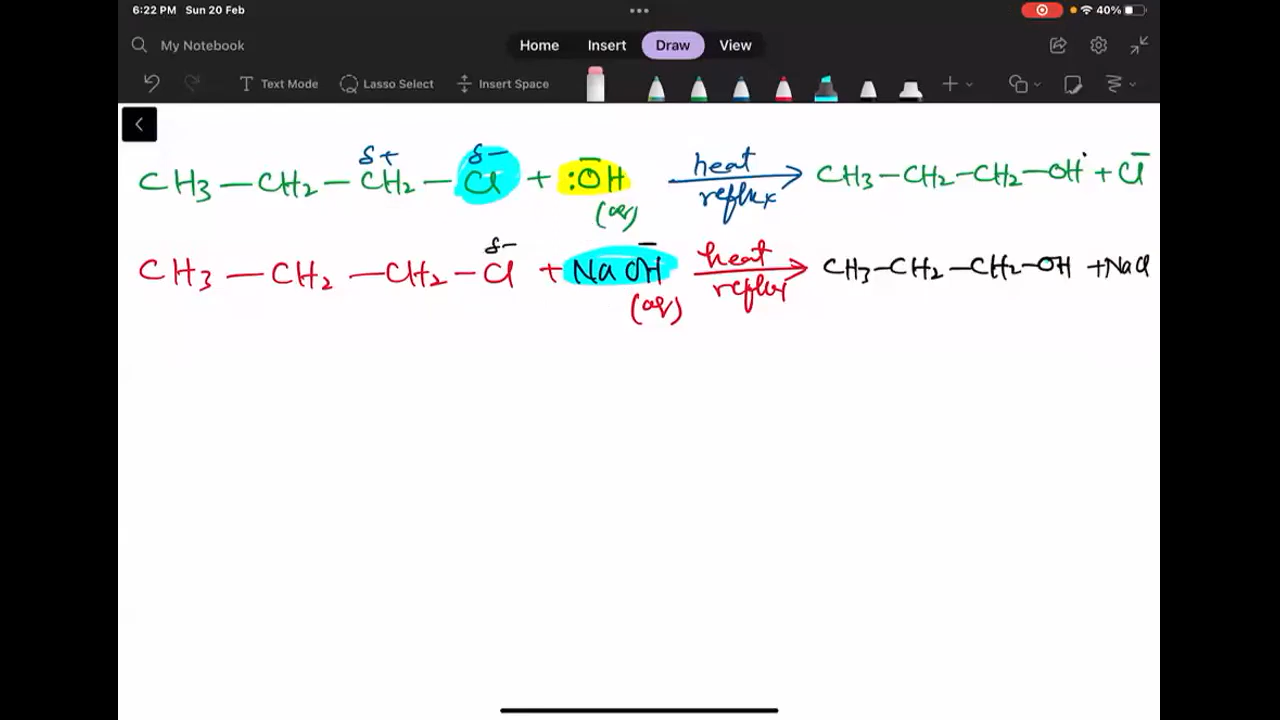 6:22 PM Sun 20 Feb 40%
My Notebook Home Insert Draw View
Text Mode Lasso Select Insert Space
δ+ δ−
CH3 — CH2 — CH2 — Cl + :ŌH (aq) heat reflux → CH3 — CH2 — CH2 — OH + Cl̄
δ−
CH3 — CH2 — CH2 — Cl + NaOH̄ (aq) heat reflux → CH3 — CH2 — CH2 — OH + NaCl